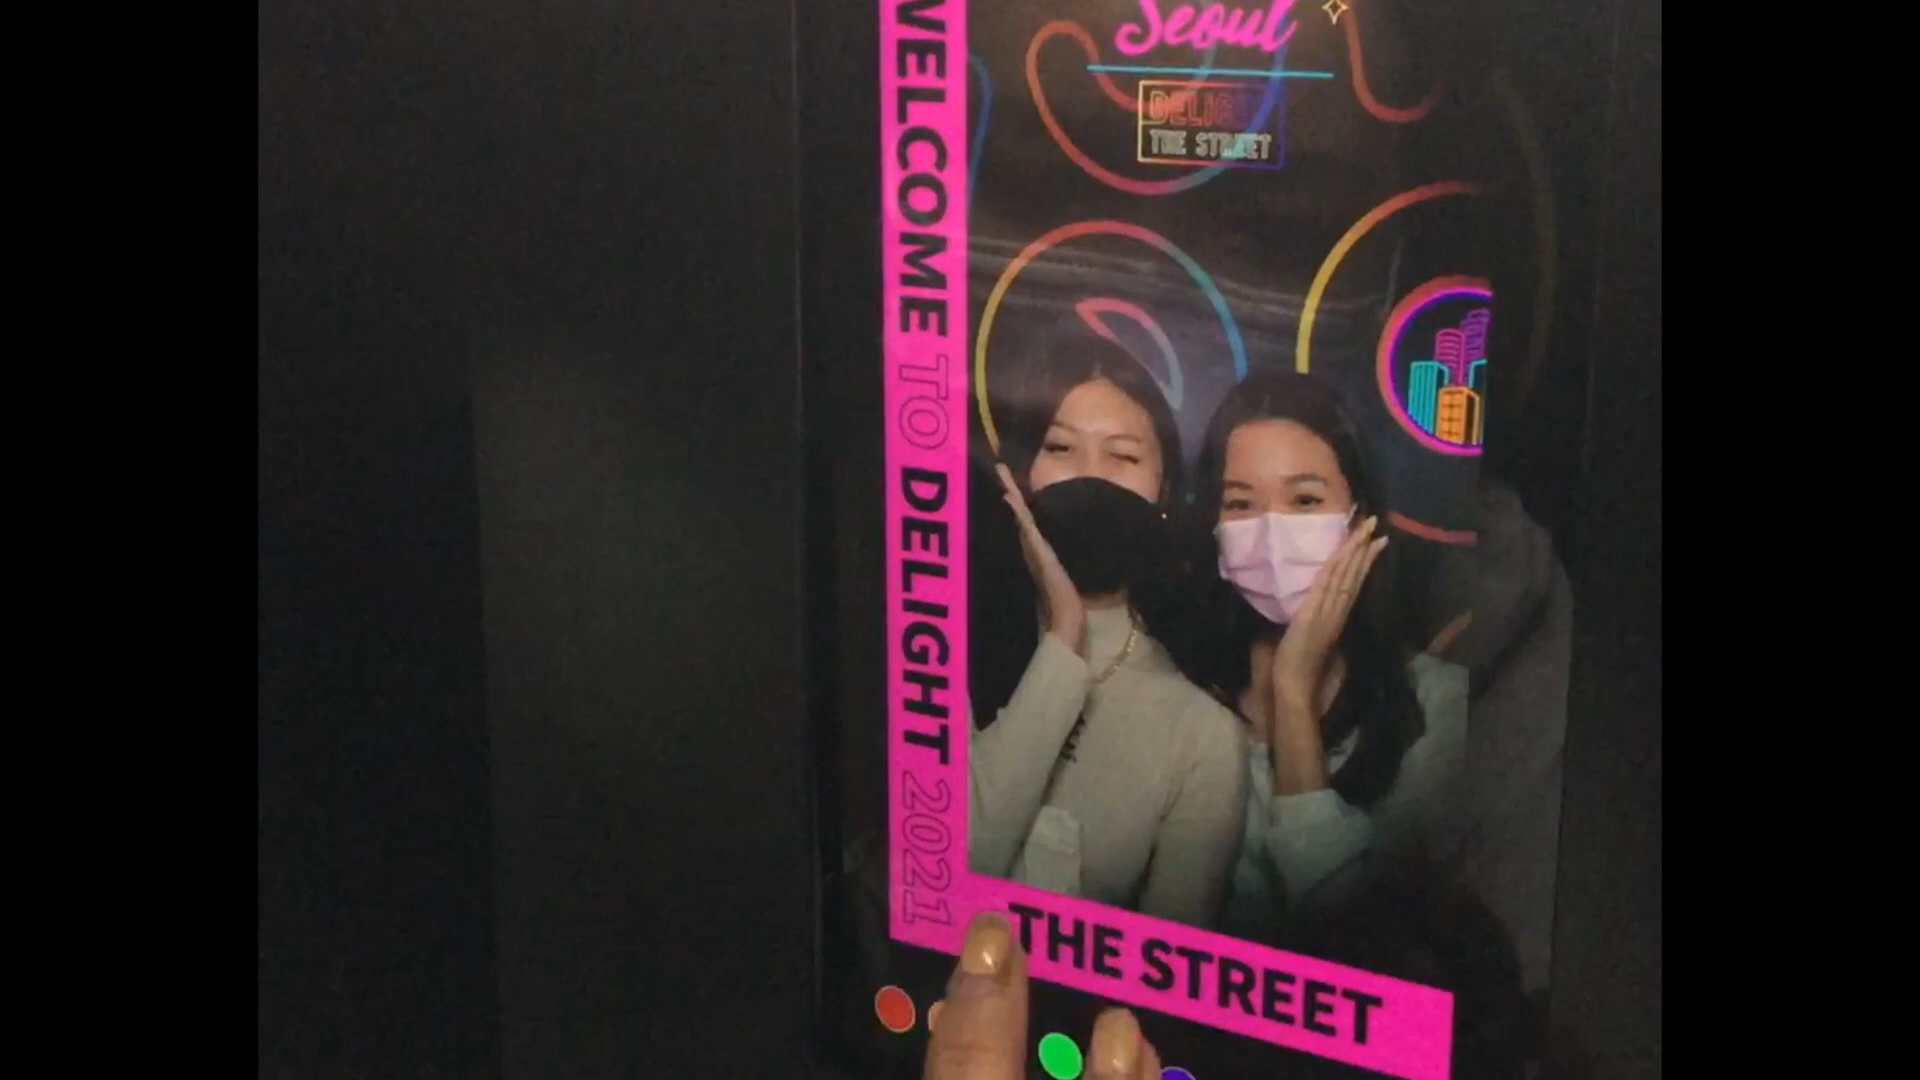 Seoul
DELIGHT
THE STREET
WELCOME TO DELIGHT 2021
THE STREET